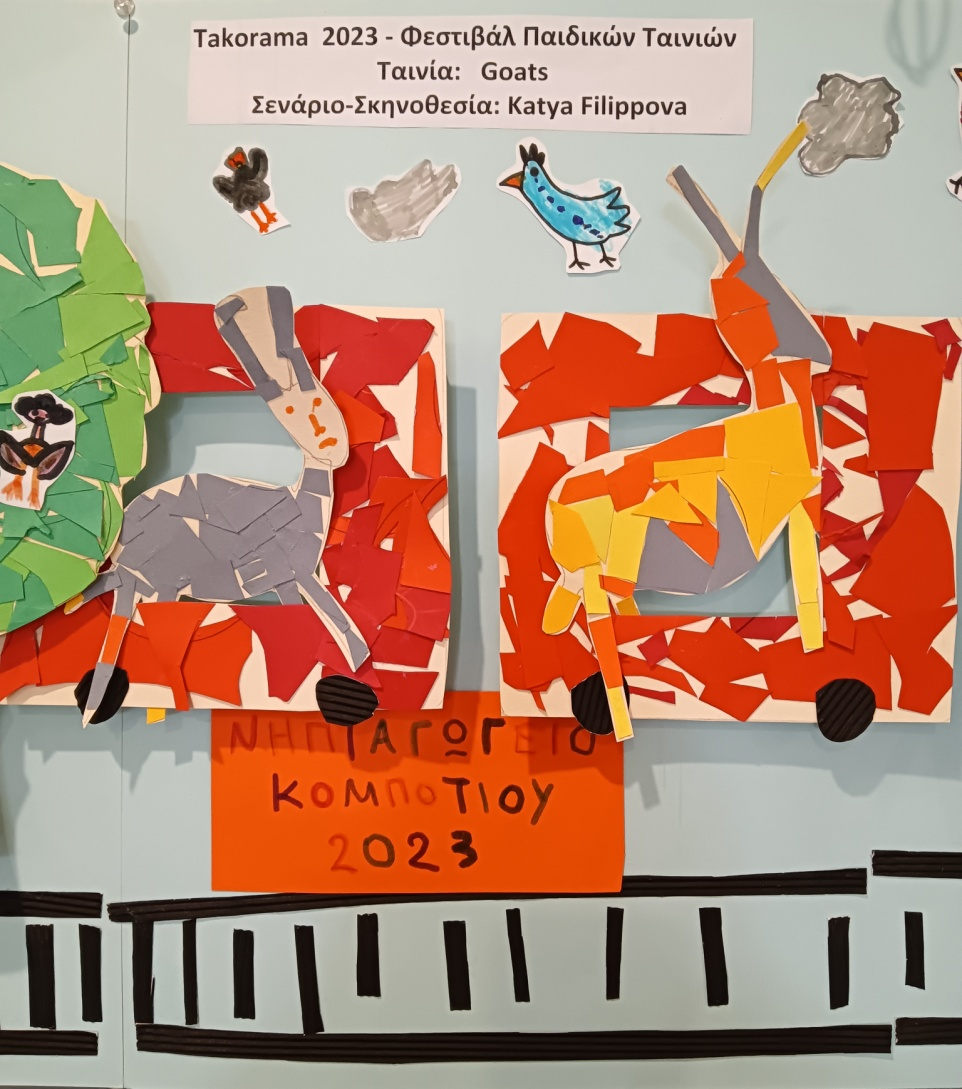 Takorama 2023 - Φεστιβάλ Παιδικών Ταινιών
Ταινία: Goats
Σενάριο-Σκηνοθεσία: Katya Filippova
ΝΗΠΙΑΓΩΓΕΙΟ
ΚΟΜΠΟΤΙΟΥ
2023